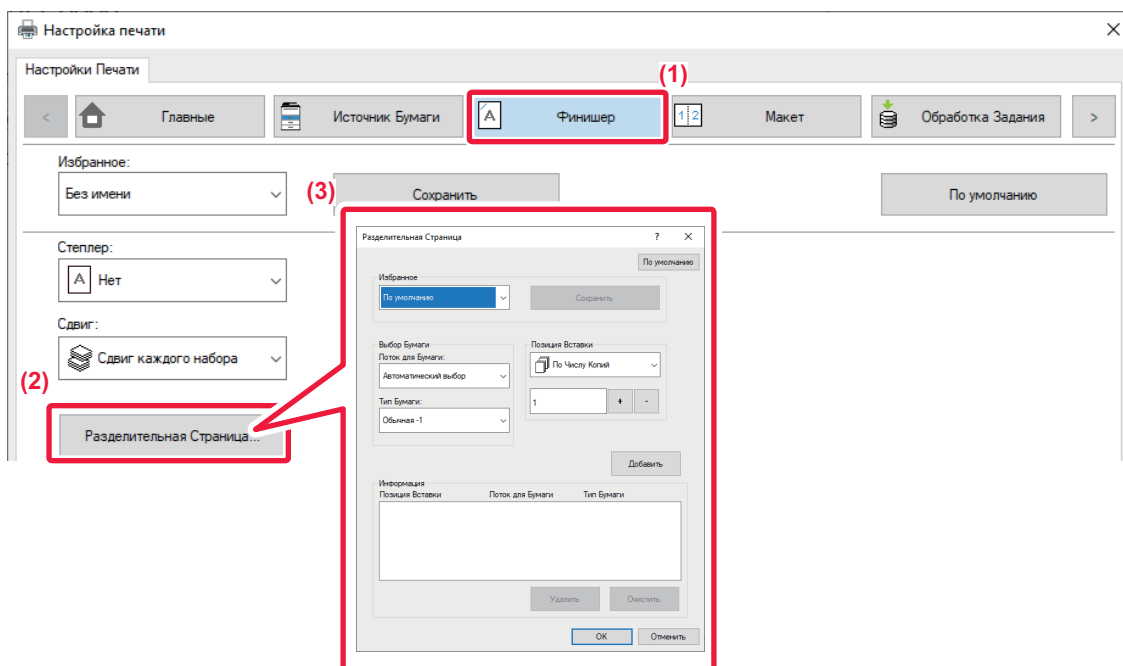 Настройка печати
Настройки Печати
(1)
<
Главные
Источник Бумаги
A
Финишер
1 2
Макет
Обработка Задания
>
Избранное:
Без имени
(3)
Сохранить
По умолчанию
Степлер:
A
Нет
Сдвиг:
Сдвиг каждого набора
(2)
Разделительная Страница...
Разделительная Страница
?
По умолчанию
Избранное
По умолчанию
Сохранить
Выбор Бумаги
Поток для Бумаги:
Автоматический выбор
Тип Бумаги:
Обычная -1
Позиция Вставки
По Числу Копий
1
+ -
Добавить
Информация
Позиция Вставки Поток для Бумаги Тип Бумаги
Удалить Очистить
OK Отменить